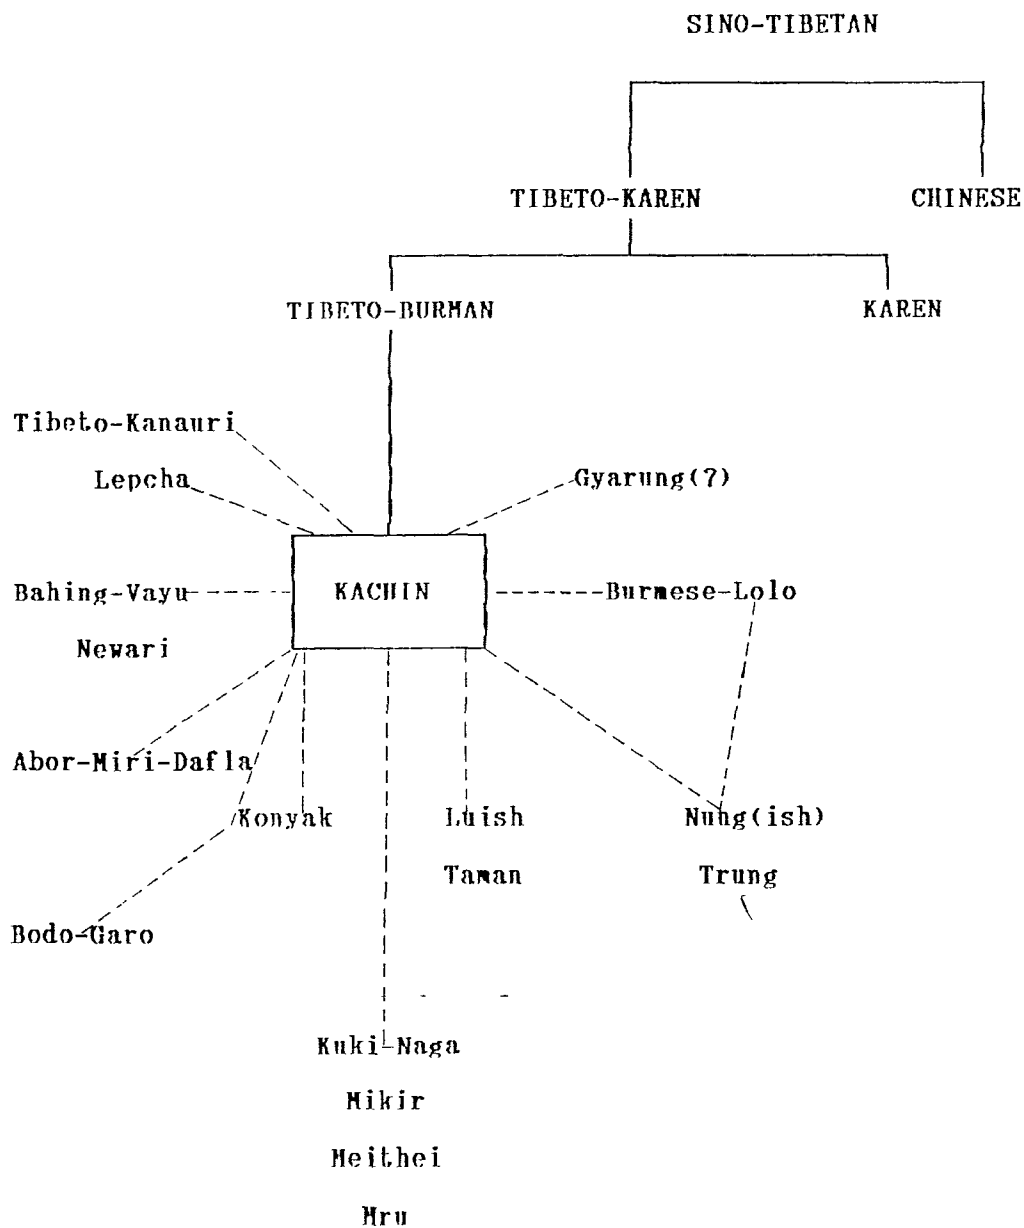 SINO-TIBETAN
TIBETO-KAREN CHINESE
TIBETO-BURMAN KAREN
Tibeto-Kanauri
Lepcha Gyarung(?)
Bahing-Vayu KACHIN Burmese-Lolo
Newari
Abor-Miri-Dafla
Konyak Luish Nung(ish)
Taman Trung
Bodo-Garo
Kuki-Naga
Mikir
Meithei
Mru